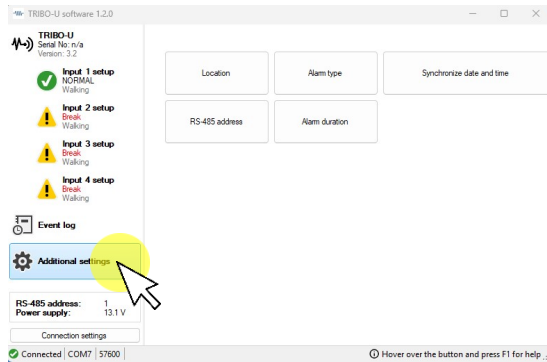 TRIBO-U software 1.2.0
TRIBO-U
Serial No: n/a
Version: 3.2
Input 1 setup
NORMAL
Walking
Input 2 setup
Break
Walking
Input 3 setup
Break
Walking
Input 4 setup
Break
Walking
Event log
Additional settings
RS-485 address: 1
Power supply: 13.1 V
Connection settings
Location
Alarm type
Synchronize date and time
RS-485 address
Alarm duration
Connected COM7 57600
Hover over the button and press F1 for help